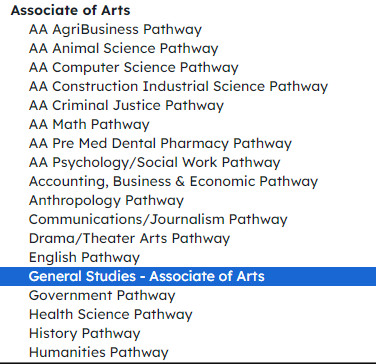 Associate of Arts
AA AgriBusiness Pathway
AA Animal Science Pathway
AA Computer Science Pathway
AA Construction Industrial Science Pathway
AA Criminal Justice Pathway
AA Math Pathway
AA Pre Med Dental Pharmacy Pathway
AA Psychology/Social Work Pathway
Accounting, Business & Economic Pathway
Anthropology Pathway
Communications/Journalism Pathway
Drama/Theater Arts Pathway
English Pathway
General Studies - Associate of Arts
Government Pathway
Health Science Pathway
History Pathway
Humanities Pathway